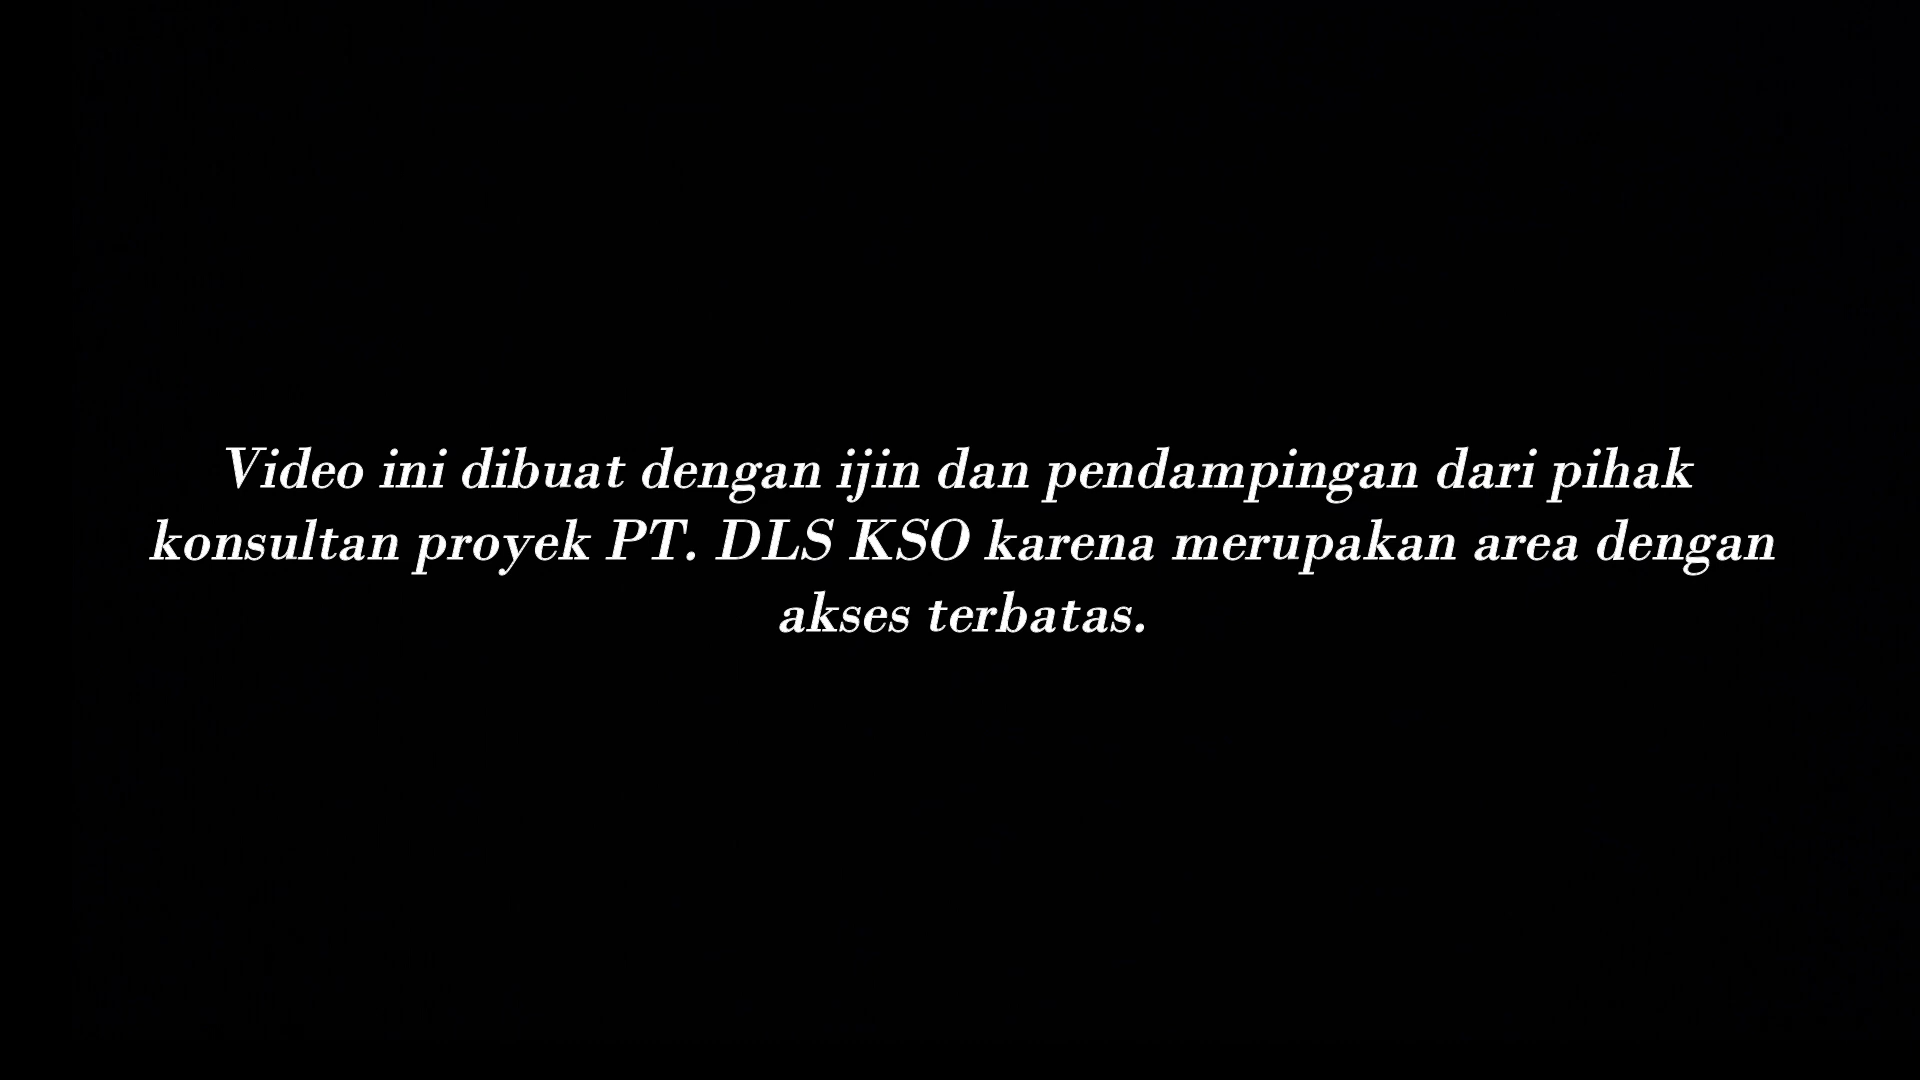 Video ini dibuat dengan ijin dan pendampingan dari pihak
konsultan proyek PT. DLS KSO karena merupakan area dengan
akses terbatas.